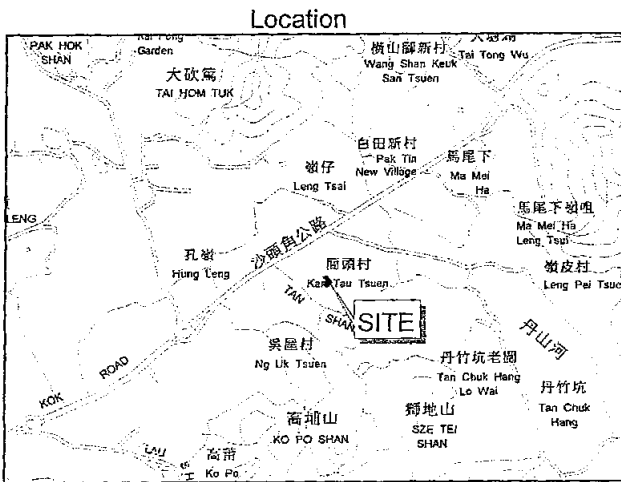 Location
PAK HOK
SHAN
Garden
大砍篤
TAI HOM TUK
橫山腳新村
Wang Shan Keuk
San Tsuen
Tai Tong Wu
白田新村
Pak Tin
New Village
馬尾下
Ma Mei
Ha
嶺仔
Leng Tsai
馬尾下嶺咀
Ma Mei Ha
Leng Tsui
LENG
孔嶺
Hung Leng
沙頭角公路
簡頭村
Kan Tau Tsuen
嶺皮村
Leng Pei Tsuen
TAN
SHAN
SITE
丹山河
吳屋村
Ng Uk Tsuen
丹竹坑老圍
Tan Chuk Hang
Lo Wai
丹竹坑
Tan Chuk
Hang
KOK
ROAD
高埔山
KO PO SHAN
獅地山
SZE TEI
SHAN
LAU
高莆
Ko Po